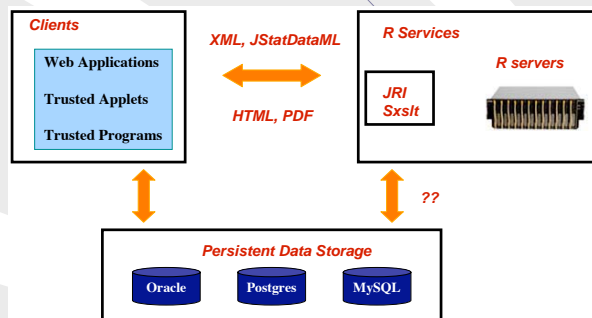 Clients
Web Applications
Trusted Applets
Trusted Programs
XML, JStatDataML
HTML, PDF
R Services
R servers
JRI
Sxslt
??
Persistent Data Storage
Oracle
Postgres
MySQL